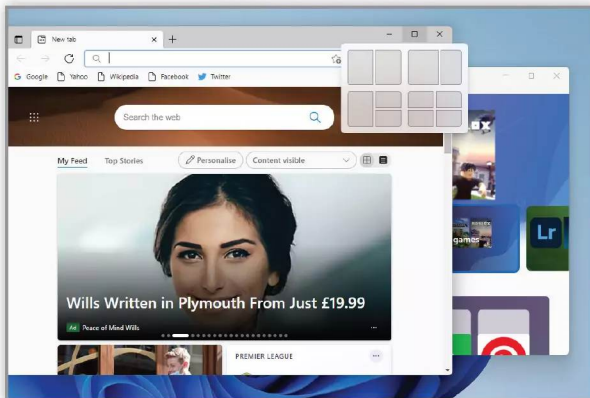 New tab
Google Yahoo Wikipedia Facebook Twitter
Search the web
My Feed Top Stories Personalise Content visible
games
Lr
Wills Written in Plymouth From Just £19.99
Ad Peace of Mind Wills
PREMIER LEAGUE